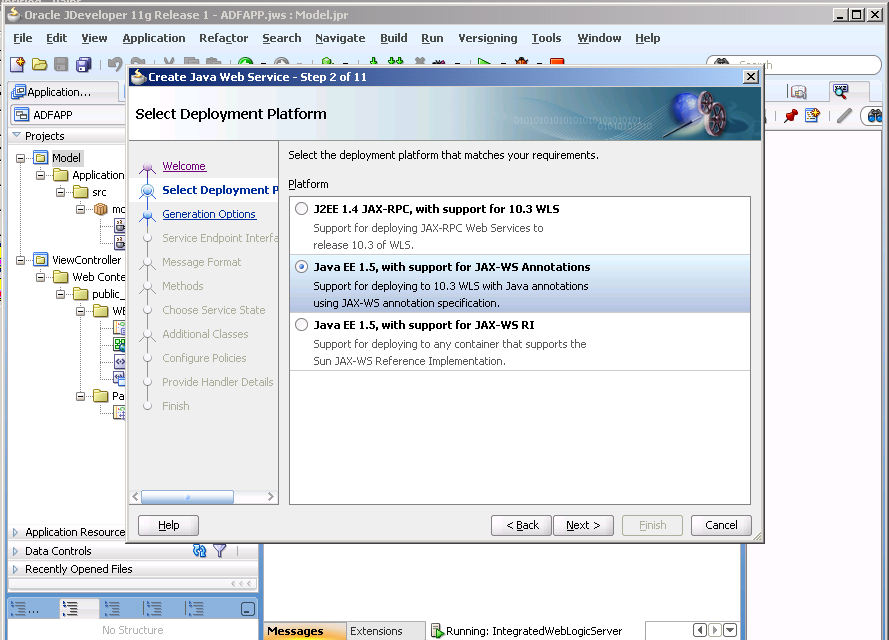 Oracle JDeveloper 11g Release 1 - ADFAPP.jws : Model.jpr
File Edit View Application Refactor Search Navigate Build Run Versioning Tools Window Help
Search
Application...
ADFAPP
Projects
Model
Application
src
mo
ViewController
Web Conte
public_
WE
Pa
Application Resource
Data Controls
Recently Opened Files
No Structure
Create Java Web Service - Step 2 of 11
Select Deployment Platform
Welcome
Select Deployment P
Generation Options
Service Endpoint Interfa
Message Format
Methods
Choose Service State
Additional Classes
Configure Policies
Provide Handler Details
Finish
Select the deployment platform that matches your requirements.
Platform
J2EE 1.4 JAX-RPC, with support for 10.3 WLS
Support for deploying JAX-RPC Web Services to
release 10.3 of WLS.
Java EE 1.5, with support for JAX-WS Annotations
Support for deploying to 10.3 WLS with Java annotations
using JAX-WS annotation specification.
Java EE 1.5, with support for JAX-WS RI
Support for deploying to any container that supports the
Sun JAX-WS Reference Implementation.
Help < Back Next > Finish Cancel
Messages Extensions Running: IntegratedWebLogicServer